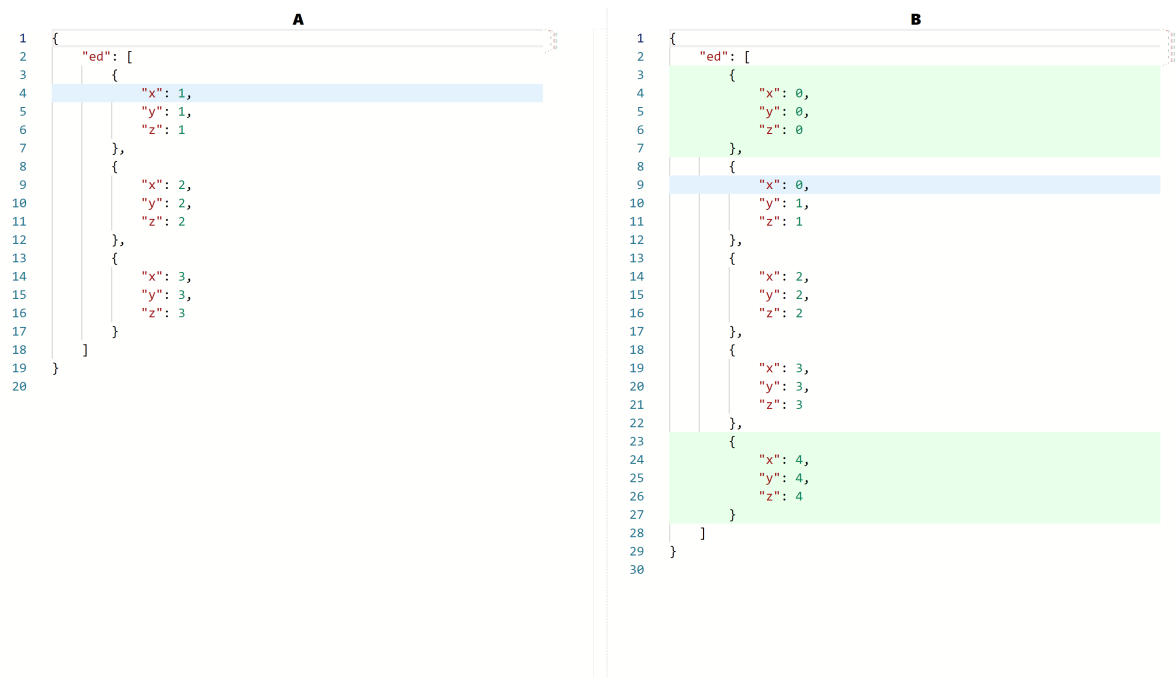 A
1 {
2     "ed": [
3         {
4             "x": 1,
5             "y": 1,
6             "z": 1
7         },
8         {
9             "x": 2,
10             "y": 2,
11             "z": 2
12         },
13         {
14             "x": 3,
15             "y": 3,
16             "z": 3
17         }
18     ]
19 }
20
B
1 {
2     "ed": [
3         {
4             "x": 0,
5             "y": 0,
6             "z": 0
7         },
8         {
9             "x": 0,
10             "y": 1,
11             "z": 1
12         },
13         {
14             "x": 2,
15             "y": 2,
16             "z": 2
17         },
18         {
19             "x": 3,
20             "y": 3,
21             "z": 3
22         },
23         {
24             "x": 4,
25             "y": 4,
26             "z": 4
27         }
28     ]
29 }
30